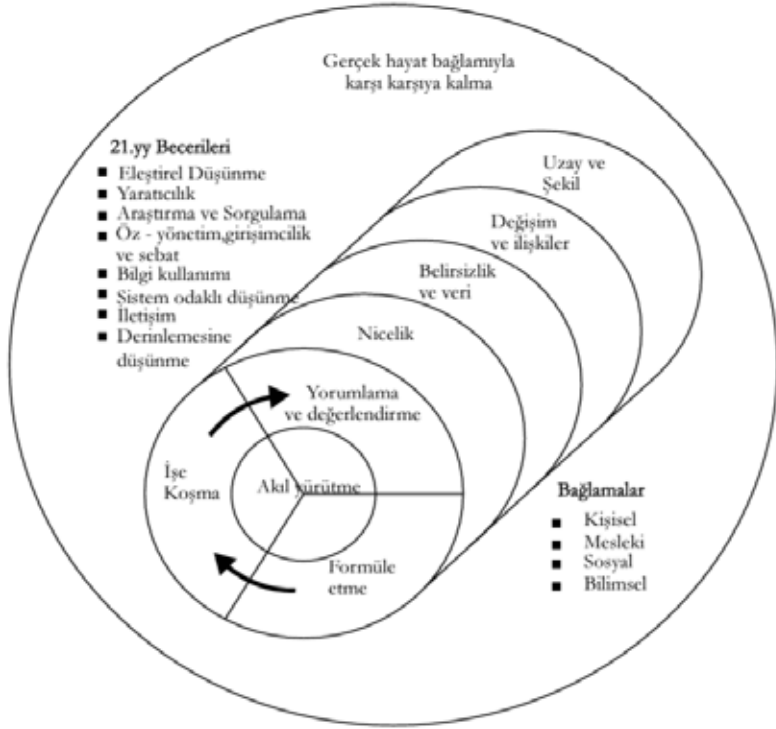 Gerçek hayat bağlamıyla
karşı karşıya kalma
21.yy Becerileri
Eleştirel Düşünme
Yaratıcılık
Araştırma ve Sorgulama
Öz - yönetim,girişimcilik
ve sebat
Bilgi kullanımı
Sistem odaklı düşünme
İletişim
Derinlemesine
düşünme
Uzay ve
Şekil
Değişim
ve ilişkiler
Belirsizlik
ve veri
Nicelik
Yorumlama
ve değerlendirme
İşe
Koşma
Akıl yürütme
Formüle
etme
Bağlamalar
Kişisel
Mesleki
Sosyal
Bilimsel